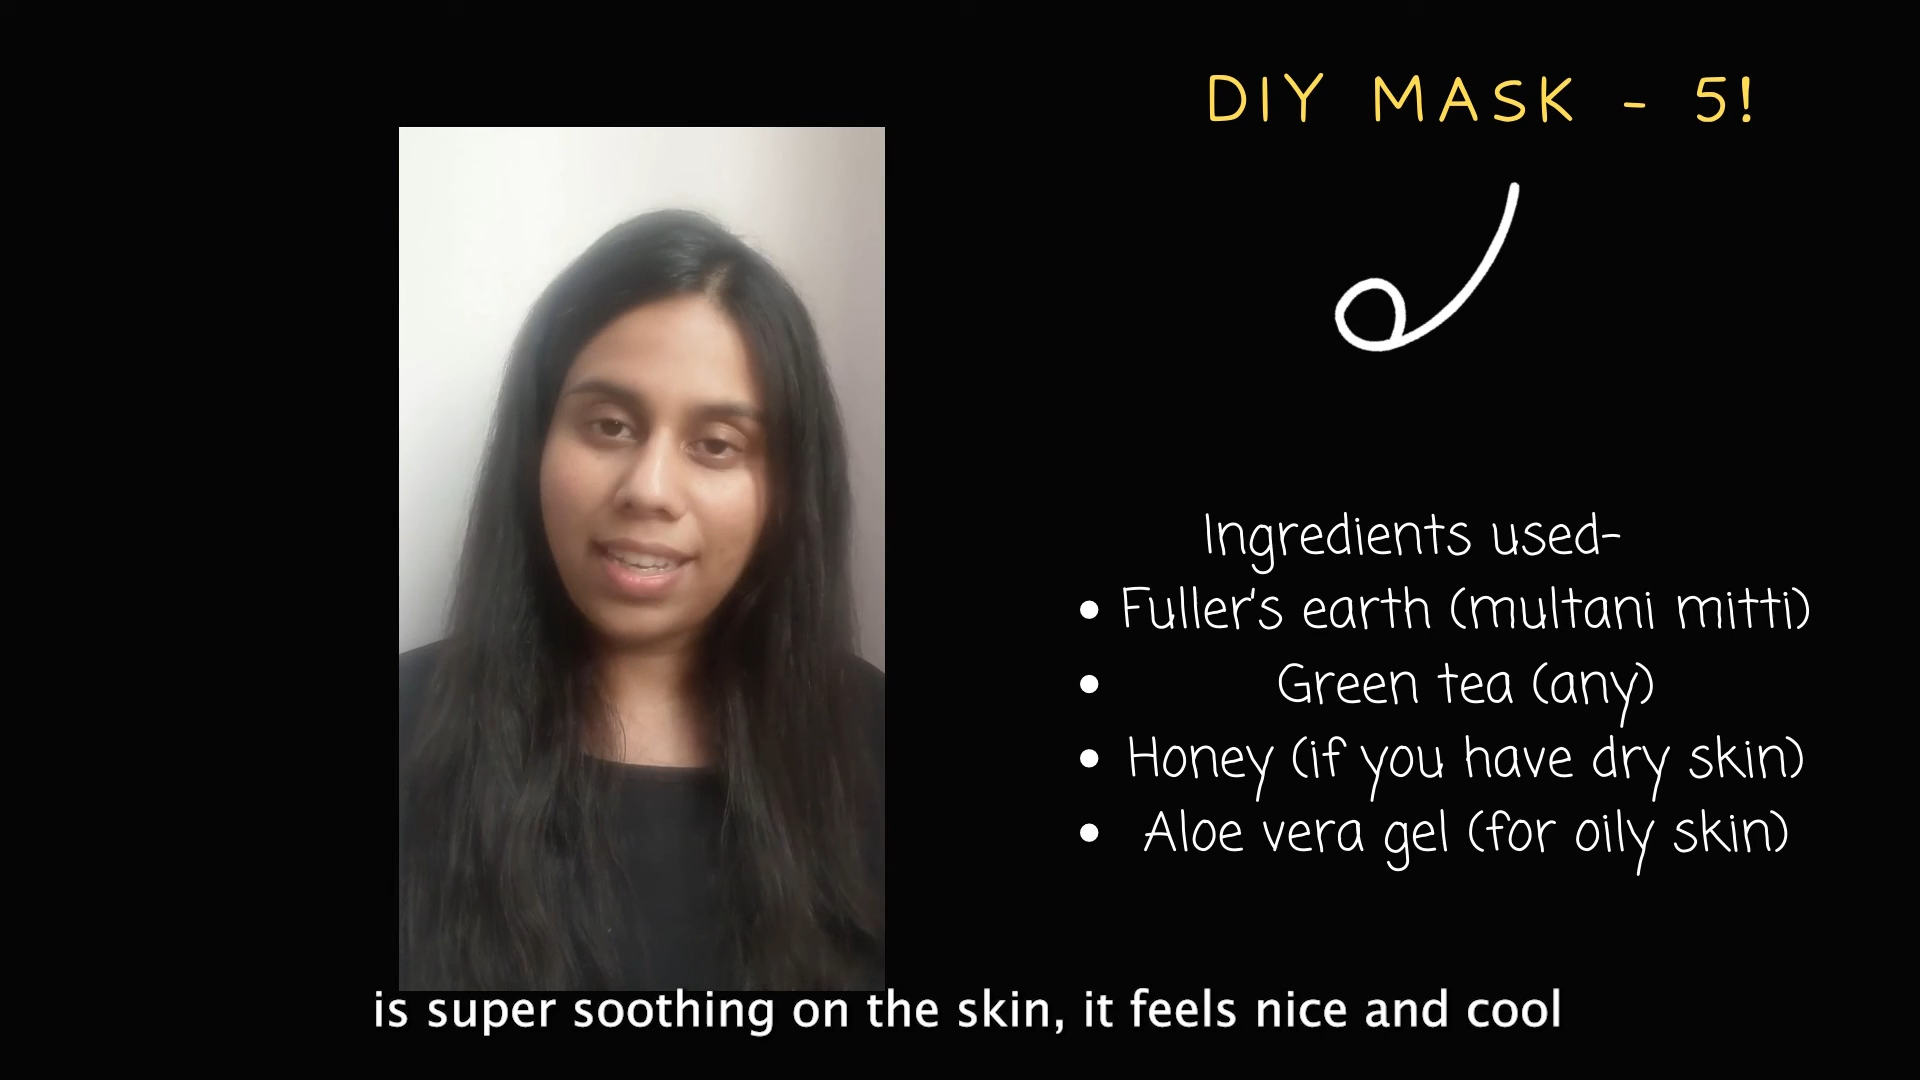 DIY MASK - 5!
Ingredients used-
• Fuller's earth (multani mitti)
• Green tea (any)
• Honey (if you have dry skin)
• Aloe vera gel (for oily skin)
is super soothing on the skin, it feels nice and cool